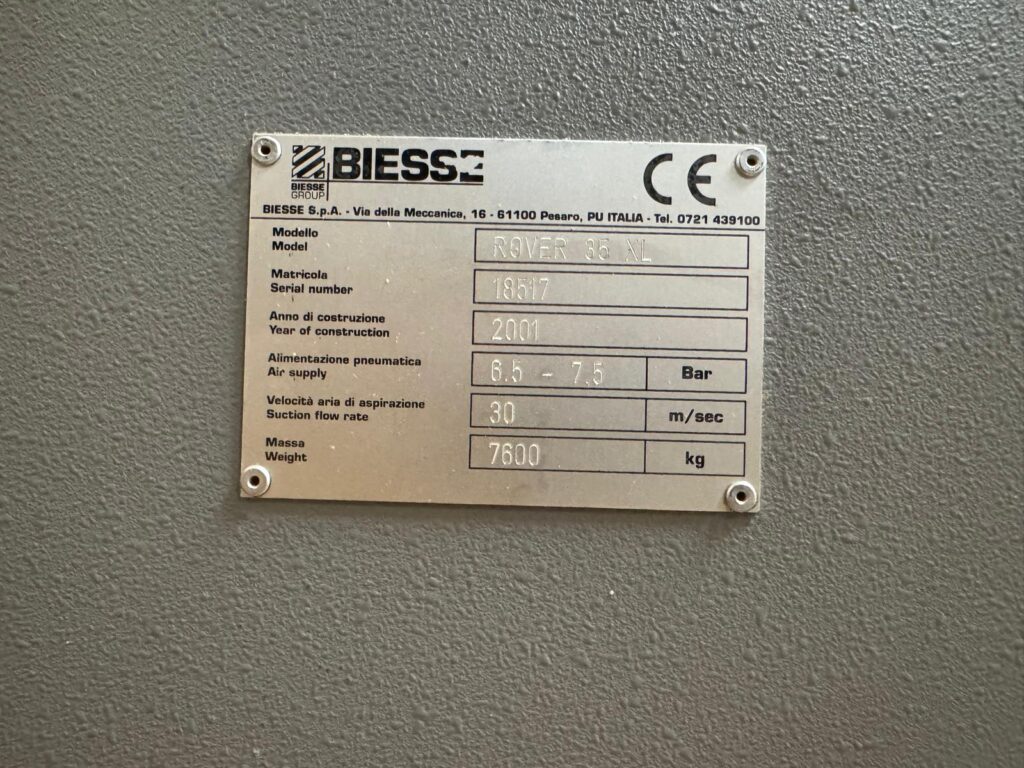 BIESSE
BIESSE
GROUP
CE
BIESSE S.p.A. - Via della Meccanica, 16 - 61100 Pesaro, PU ITALIA - Tel. 0721 439100
Modello
Model
ROVER 35 XL
Matricola
Serial number
18517
Anno di costruzione
Year of construction
2001
Alimentazione pneumatica
Air supply
6.5 - 7.5 Bar
Velocità aria di aspirazione
Suction flow rate
30 m/sec
Massa
Weight
7600 kg